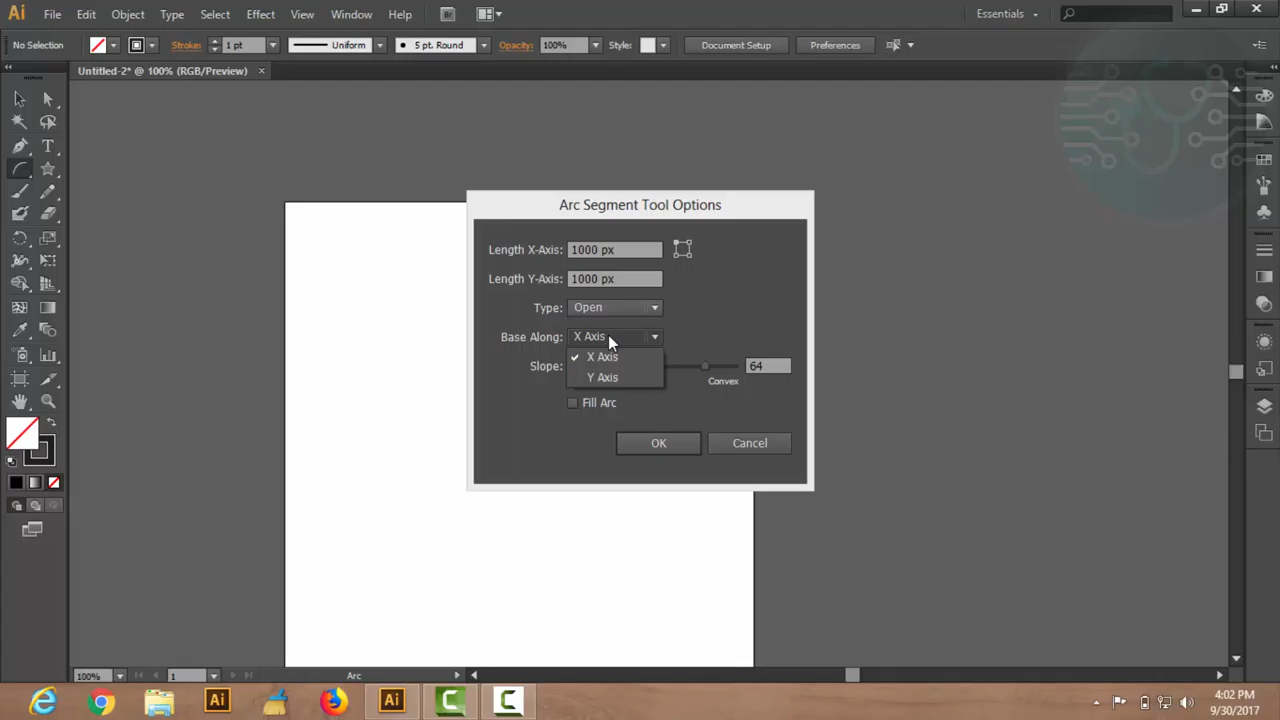 Ai File Edit Object Type Select Effect View Window Help Br Essentials
No Selection Strokes 1 pt Uniform 5 pt. Round Opacity: 100% Style: Document Setup Preferences
Untitled-2* @ 100% (RGB/Preview)
Arc Segment Tool Options
Length X-Axis: 1000 px
Length Y-Axis: 1000 px
Type: Open
Base Along: X Axis
X Axis
Slope: 64
Y Axis
Convex
Fill Arc
OK Cancel
100% 1 Arc
4:02 PM
9/30/2017